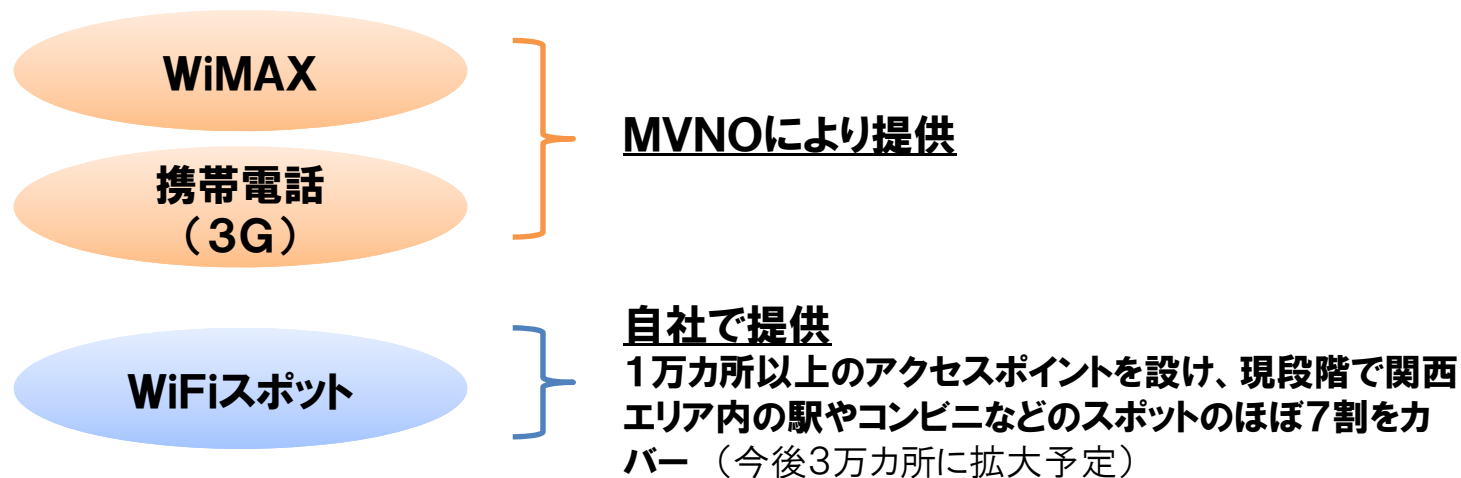 WiMAX
携帯電話
（３G）
MVNOにより提供
WiFiスポット
自社で提供
１万カ所以上のアクセスポイントを設け、現段階で関西
エリア内の駅やコンビニなどのスポットのほぼ７割をカ
バー （今後３万カ所に拡大予定）